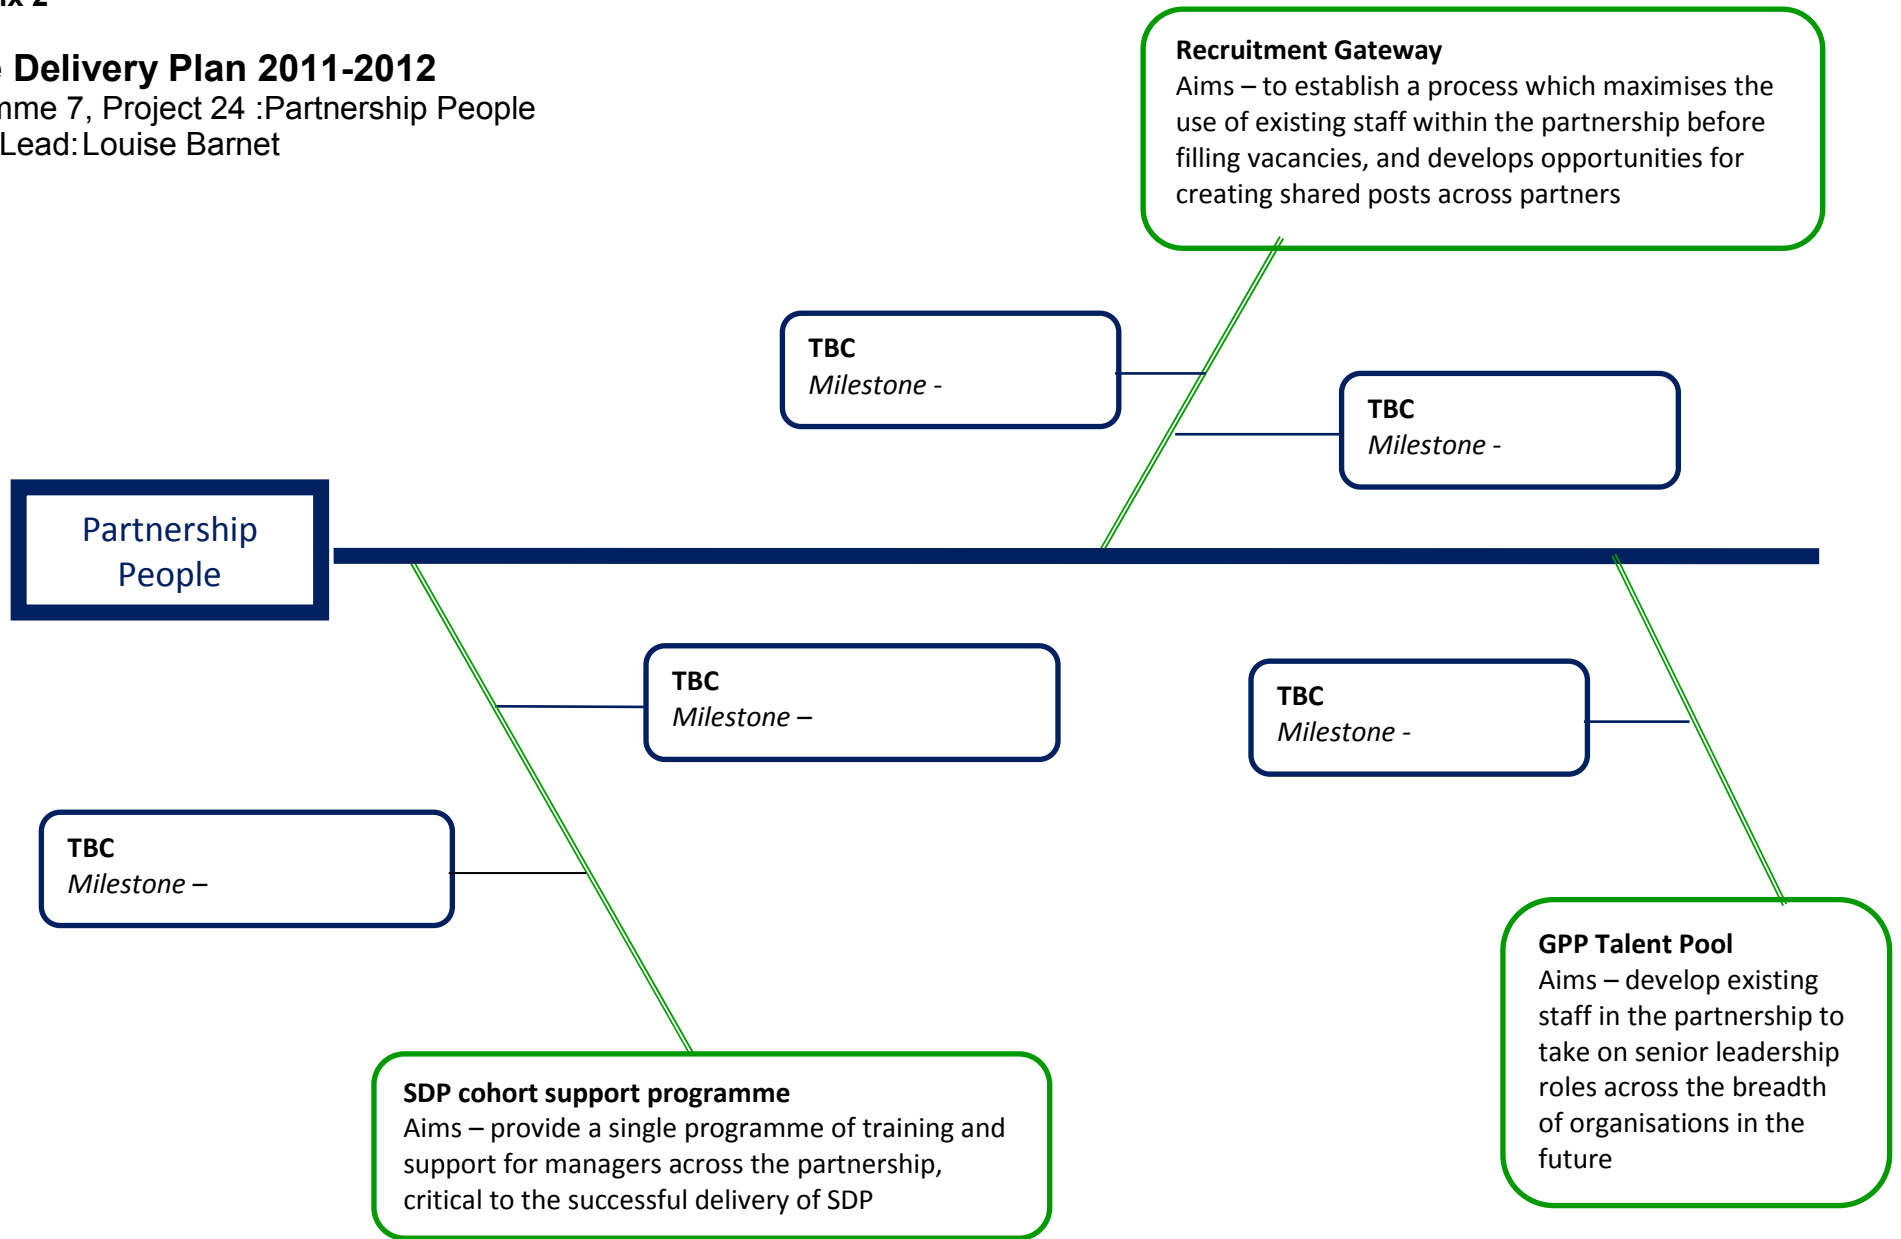 Delivery Plan 2011-2012
7, Project 24 :Partnership People
Lead: Louise Barnet
Recruitment Gateway
Aims – to establish a process which maximises the
use of existing staff within the partnership before
filling vacancies, and develops opportunities for
creating shared posts across partners
TBC
Milestone -
TBC
Milestone -
Partnership
People
TBC
Milestone –
TBC
Milestone -
TBC
Milestone –
GPP Talent Pool
Aims – develop existing
staff in the partnership to
take on senior leadership
roles across the breadth
of organisations in the
future
SDP cohort support programme
Aims – provide a single programme of training and
support for managers across the partnership,
critical to the successful delivery of SDP